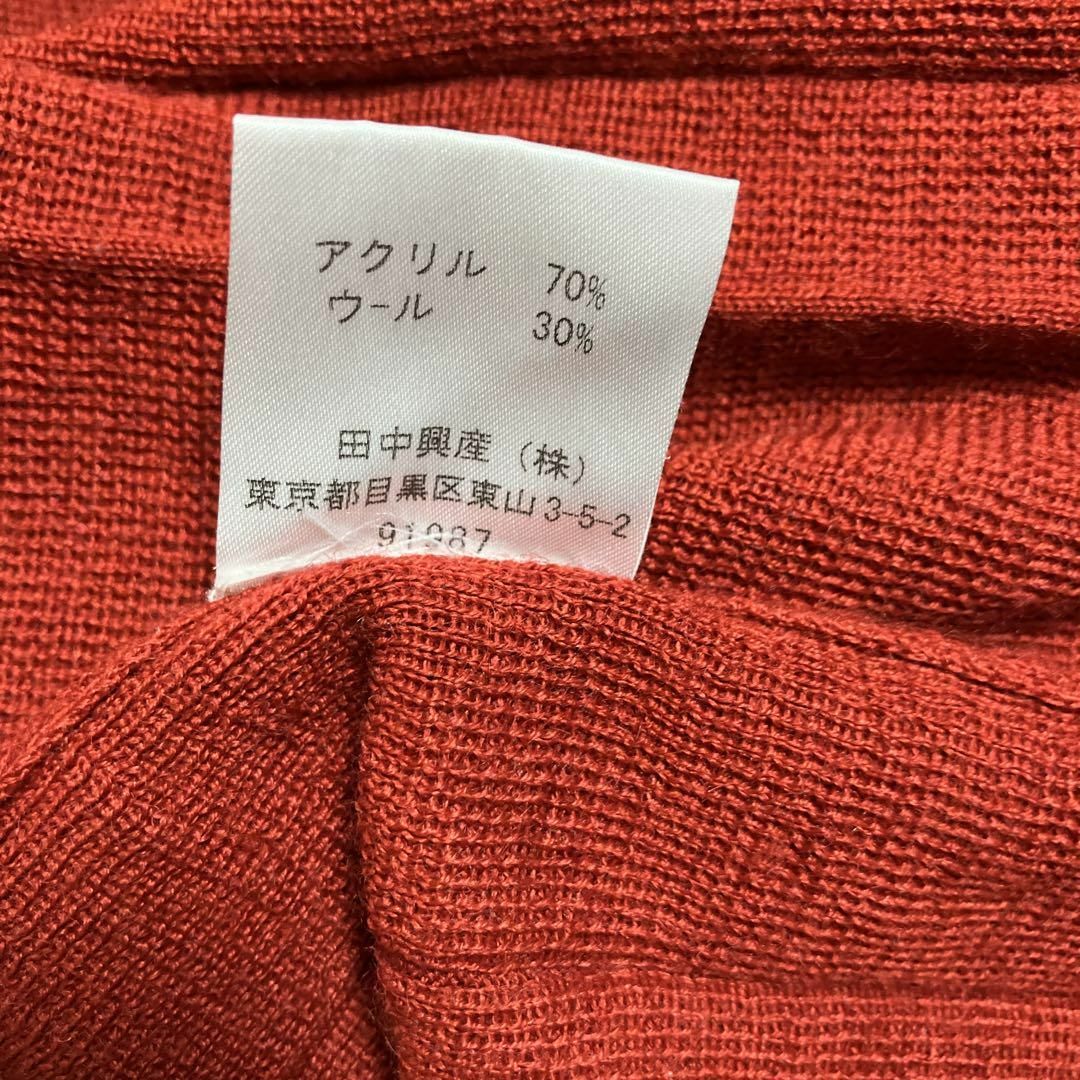 アクリル 70%
ウール 30%
田中興産(株)
東京都目黒区東山3-5-2
91987